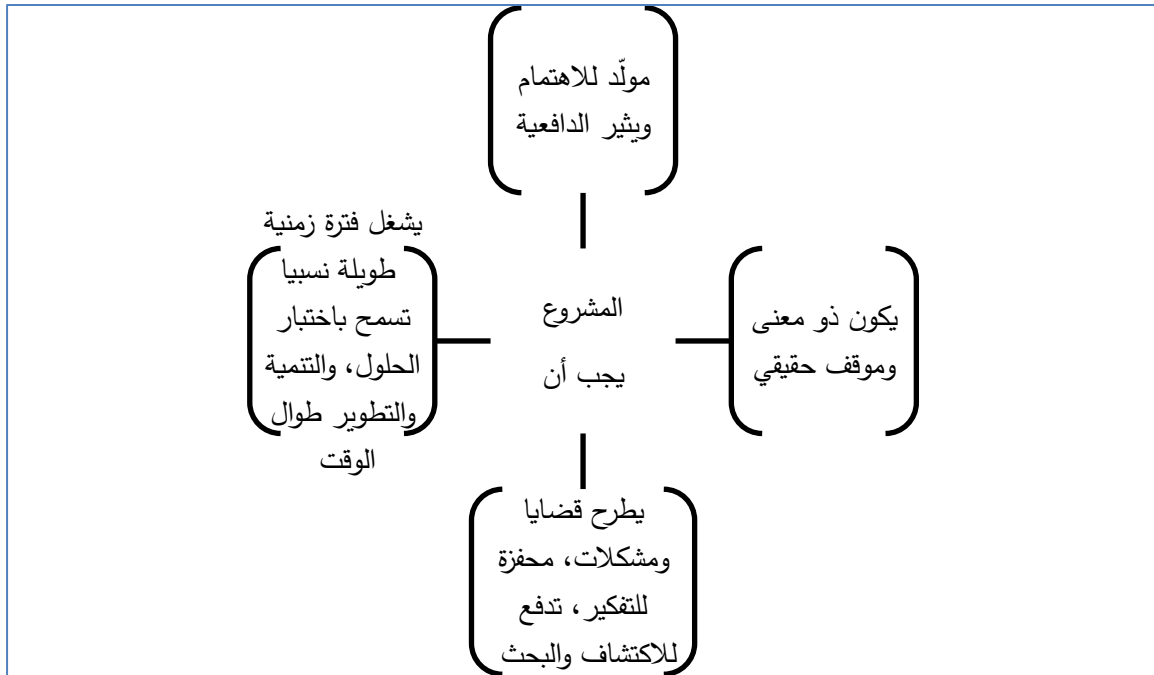 مولّد للاهتمام
ويثير الدافعية
المشروع
يجب أن
يكون ذو معنى
وموقف حقيقي
يشغل فترة زمنية
طويلة نسبيا
تسمح باختبار
الحلول، والتنمية
والتطوير طوال
الوقت
يطرح قضايا
ومشكلات، محفزة
للتفكير، تدفع
للاكتشاف والبحث